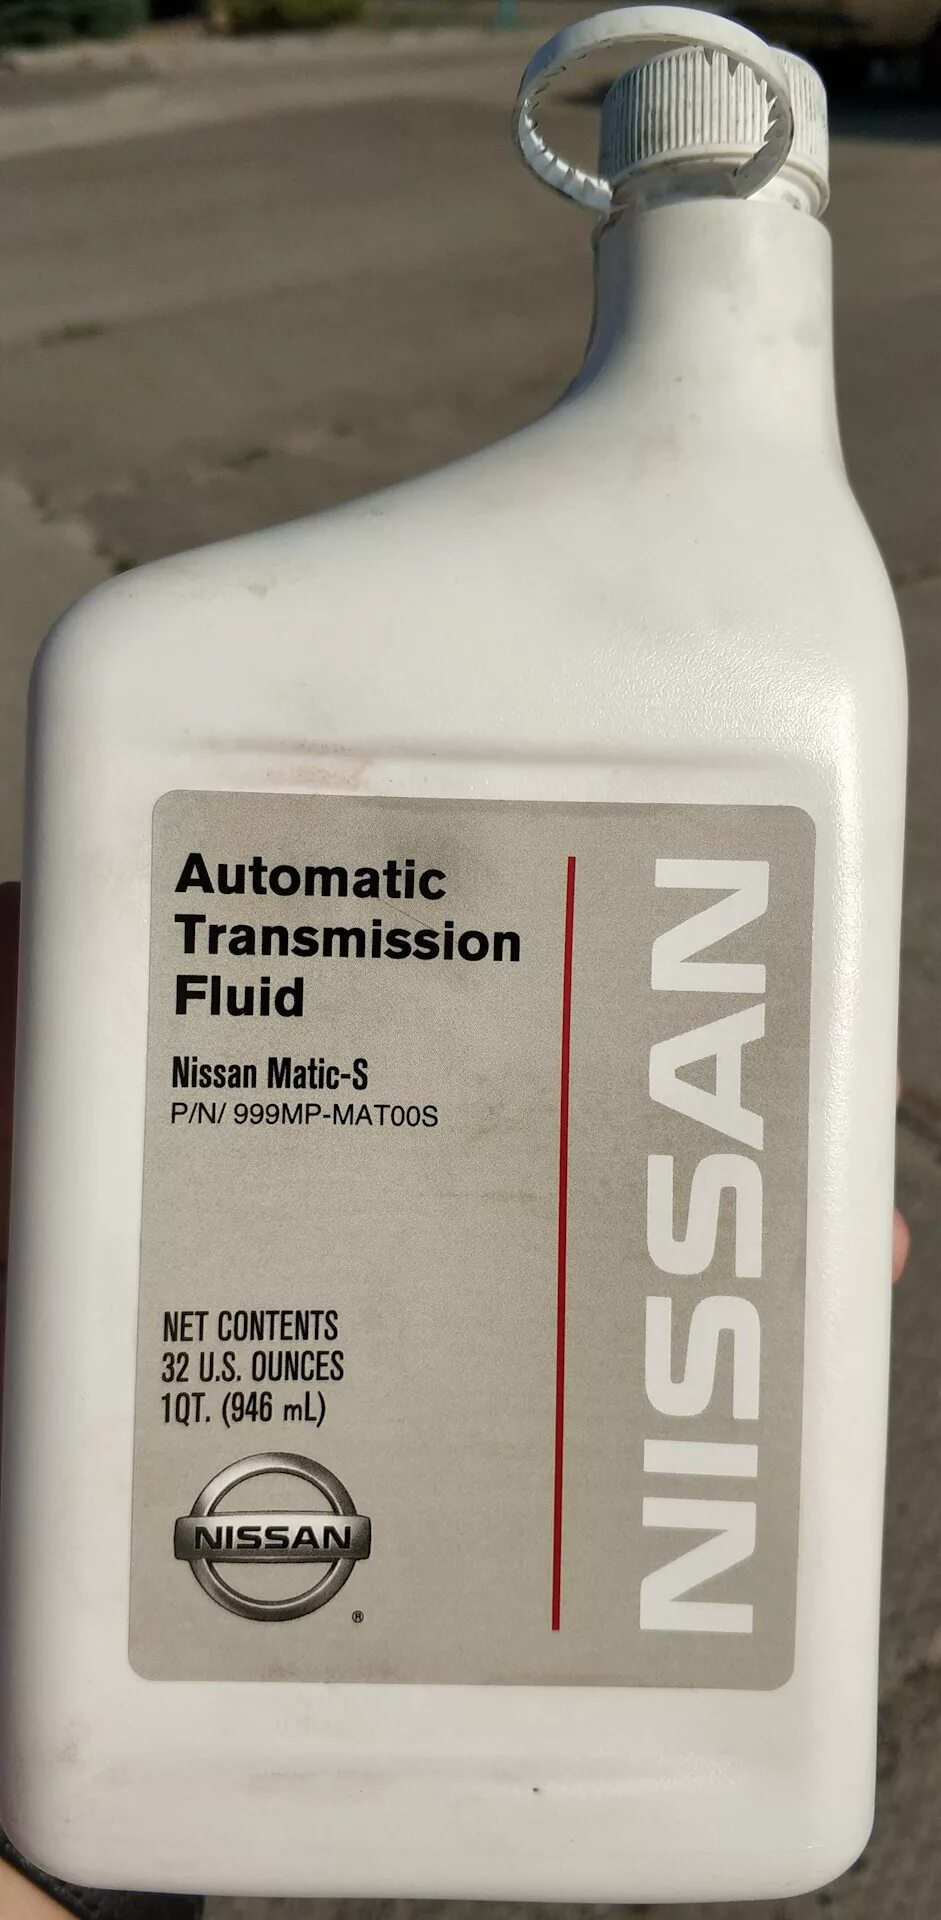 Automatic
Transmission
Fluid
Nissan Matic-S
P/N/ 999MP-MAT00S
NET CONTENTS
32 U.S. OUNCES
1QT. (946 mL)
NISSAN
®
NISSAN